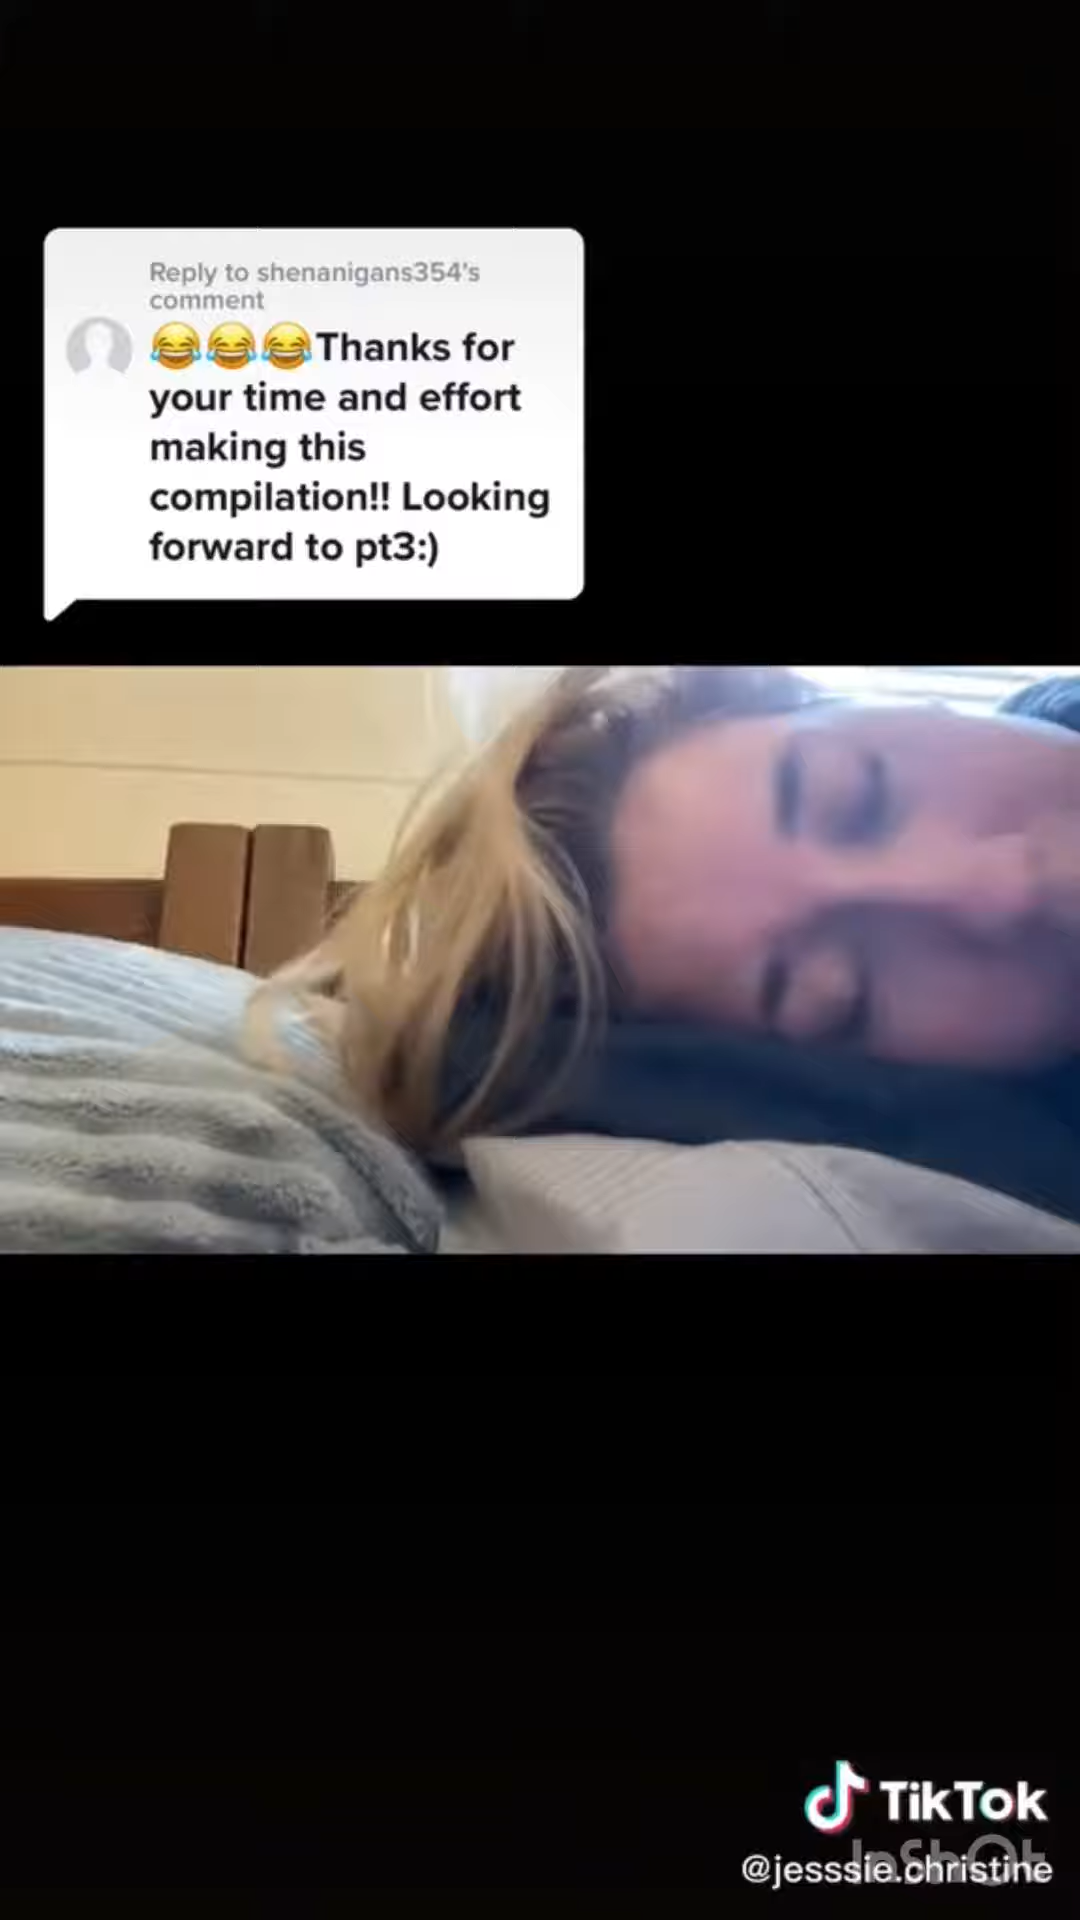 Reply to shenanigans354's
comment
😂😂😂Thanks for
your time and effort
making this
compilation!! Looking
forward to pt3:)
TikTok
@jesssie.christine
InShOt